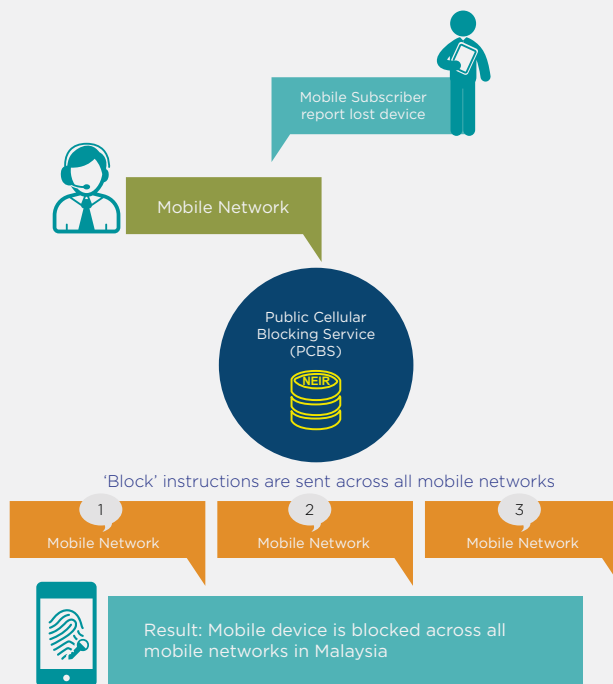 Mobile Subscriber
report lost device
Mobile Network
Public Cellular
Blocking Service
(PCBS)
NEIR
‘Block’ instructions are sent across all mobile networks
1
Mobile Network
2
Mobile Network
3
Mobile Network
Result: Mobile device is blocked across all
mobile networks in Malaysia